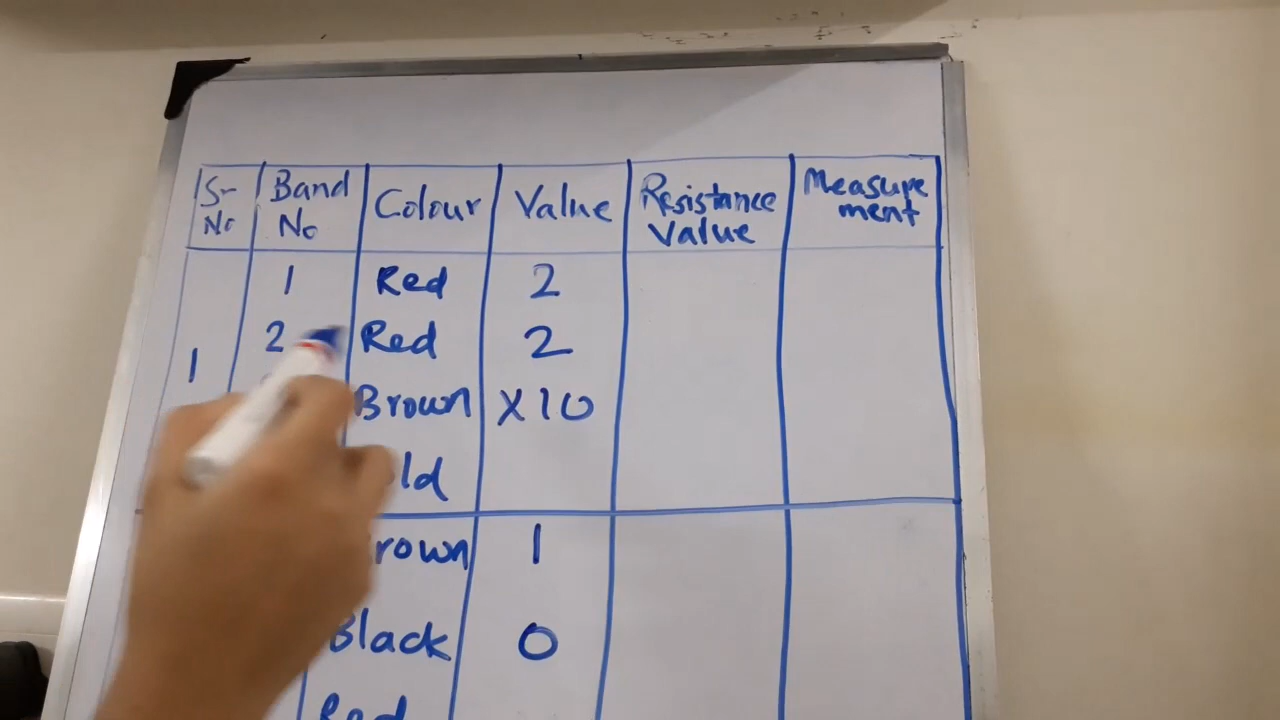 Sr No
Band No
Colour
Value
Resistance Value
Measure ment
1
1 Red 2
2 Red 2
Brown X10
ld
rown 1
Black 0
Red